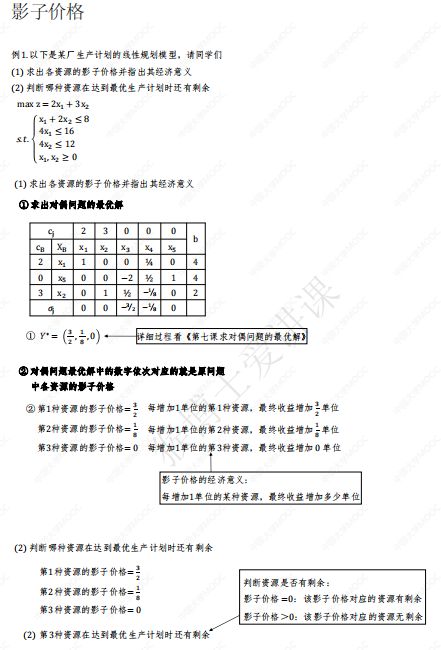 影子价格
例1.以下是某厂生产计划的线性规划模型，请同学们
(1) 求出各资源的影子价格并指出其经济意义
(2) 判断哪种资源在达到最优生产计划时还有剩余
max z = 2x₁ + 3x₂
s.t. { x₁ + 2x₂ ≤ 8
4x₁ ≤ 16
4x₂ ≤ 12
x₁, x₂ ≥ 0
(1) 求出各资源的影子价格并指出其经济意义
① 求出对偶问题的最优解
cⱼ 2 3 0 0 0 b
c_B X_B x₁ x₂ x₃ x₄ x₅
2 x₁ 1 0 0 ¼ 0 4
0 x₅ 0 0 −2 ½ 1 4
3 x₂ 0 1 ½ −⅛ 0 2
σⱼ 0 0 −3/2 −⅛ 0
① Y* = (3/2, 1/8, 0) 详细过程看《第七课求对偶问题的最优解》
② 对偶问题最优解中的数字依次对应的就是原问题
中各资源的影子价格
② 第1种资源的影子价格= 3/2 每增加1单位的第1种资源，最终收益增加 3/2 单位
第2种资源的影子价格= 1/8 每增加1单位的第2种资源，最终收益增加 1/8 单位
第3种资源的影子价格= 0 每增加1单位的第3种资源，最终收益增加 0 单位
影子价格的经济意义：
每增加1单位的某种资源，最终收益增加多少单位
(2) 判断哪种资源在达到最优生产计划时还有剩余
第1种资源的影子价格= 3/2
第2种资源的影子价格= 1/8
第3种资源的影子价格= 0
判断资源是否有剩余：
影子价格 =0：该影子价格对应的资源有剩余
影子价格 >0：该影子价格对应的资源无剩余
(2) 第3种资源在达到最优生产计划时还有剩余